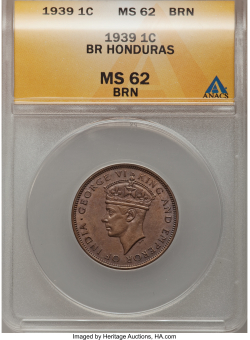 1939 1C MS 62 BRN
1939 1C
BR HONDURAS
MS 62
BRN
ANACS
GEORGE VI KING AND EMPEROR OF INDIA
Imaged by Heritage Auctions, HA.com